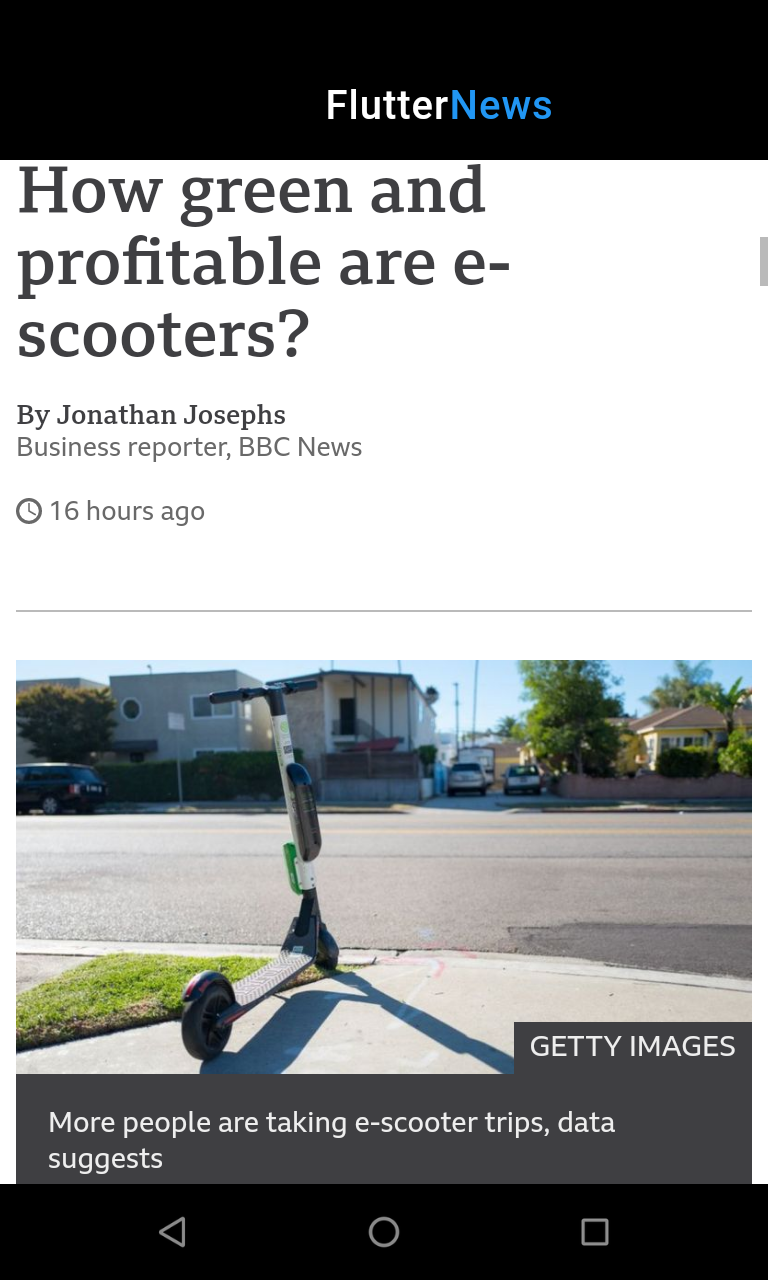 FlutterNews
How green and
profitable are e-
scooters?
By Jonathan Josephs
Business reporter, BBC News
16 hours ago
GETTY IMAGES
More people are taking e-scooter trips, data
suggests